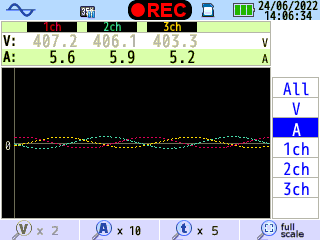 REC 24/06/2022
14:06:34
1ch 2ch 3ch
V: 407.2 406.1 403.3 V
A: 5.6 5.9 5.2 A
All
V
A
1ch
2ch
3ch
0
V x 2 A x 10 t x 5 full
scale